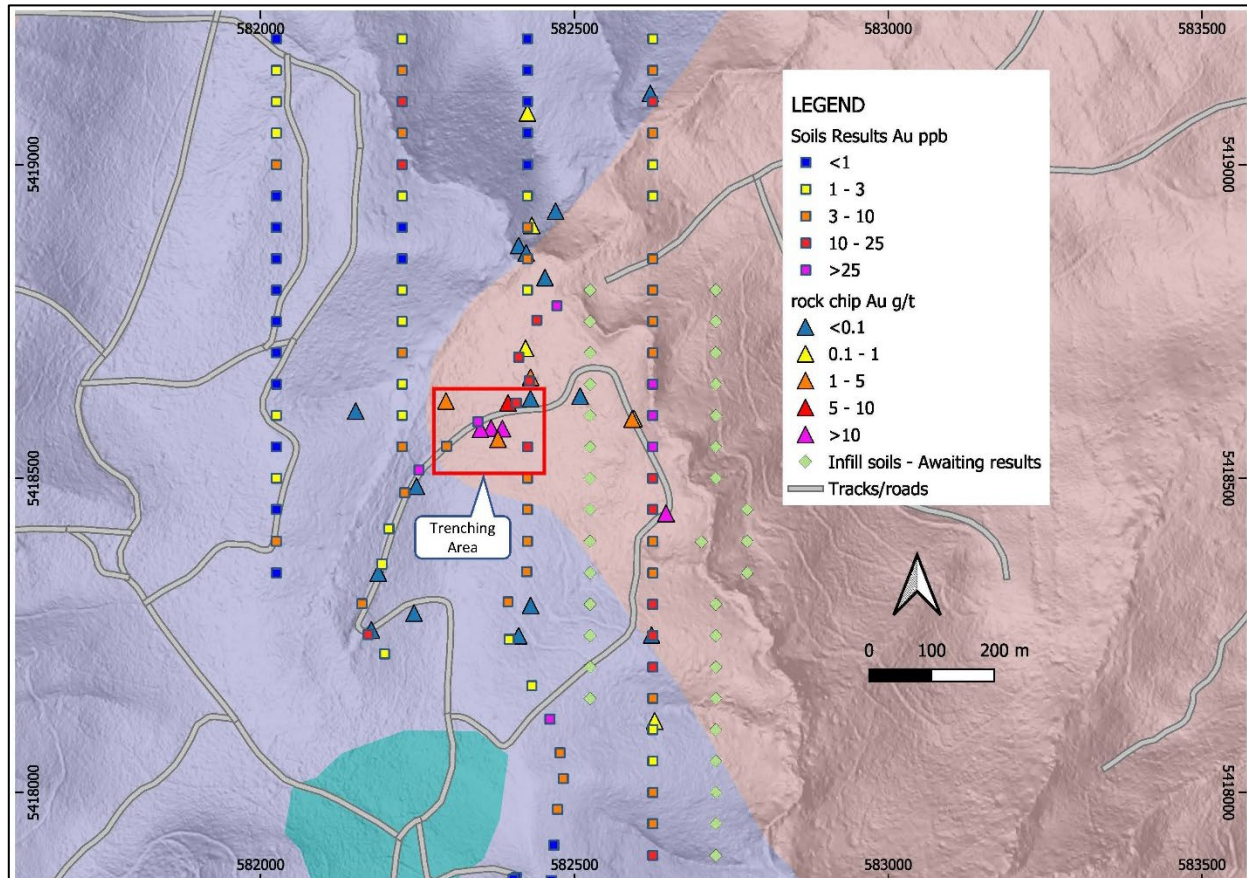 582000 582500 583000 583500
5419000 5419000
LEGEND
Soils Results Au ppb
<1
1 - 3
3 - 10
10 - 25
>25
rock chip Au g/t
<0.1
0.1 - 1
1 - 5
5 - 10
>10
Infill soils - Awaiting results
Tracks/roads
5418500 5418500
Trenching
Area
0 100 200 m
5418000 5418000
582000 582500 583000 583500